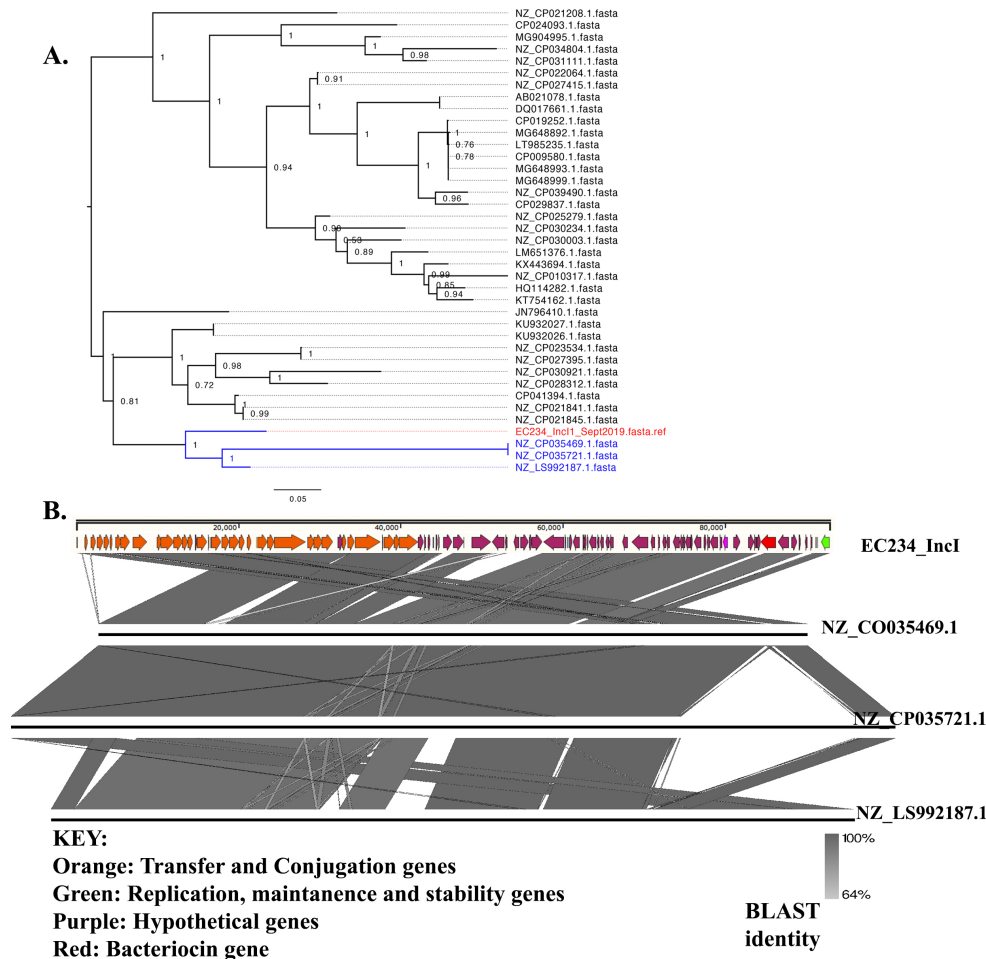 A.
NZ_CP021208.1.fasta
CP024093.1.fasta
MG904995.1.fasta
NZ_CP034804.1.fasta
NZ_CP031111.1.fasta
NZ_CP022064.1.fasta
NZ_CP027415.1.fasta
AB021078.1.fasta
DQ017661.1.fasta
CP019252.1.fasta
MG648892.1.fasta
LT985235.1.fasta
CP009580.1.fasta
MG648993.1.fasta
MG648999.1.fasta
NZ_CP039490.1.fasta
CP029837.1.fasta
NZ_CP025279.1.fasta
NZ_CP030234.1.fasta
NZ_CP030003.1.fasta
LM651376.1.fasta
KX443694.1.fasta
NZ_CP010317.1.fasta
HQ114282.1.fasta
KT754162.1.fasta
JN796410.1.fasta
KU932027.1.fasta
KU932026.1.fasta
NZ_CP023534.1.fasta
NZ_CP027395.1.fasta
NZ_CP030921.1.fasta
NZ_CP028312.1.fasta
CP041394.1.fasta
NZ_CP021841.1.fasta
NZ_CP021845.1.fasta
EC234_IncI1_Sept2019.fasta.ref
NZ_CP035469.1.fasta
NZ_CP035721.1.fasta
NZ_LS992187.1.fasta
1
1
1
1
0.98
0.91
1
1
1
0.76
0.78
1
0.96
0.94
0.53
0.89
1
0.99
0.85
0.94
1
1
1
0.98
1
0.72
0.99
0.81
1
1
0.05
B.
20,000
40,000
60,000
80,000
EC234_IncI
NZ_CO035469.1
NZ_CP035721.1
NZ_LS992187.1
KEY:
Orange: Transfer and Conjugation genes
Green: Replication, maintanence and stability genes
Purple: Hypothetical genes
Red: Bacteriocin gene
100%
64%
BLAST
identity